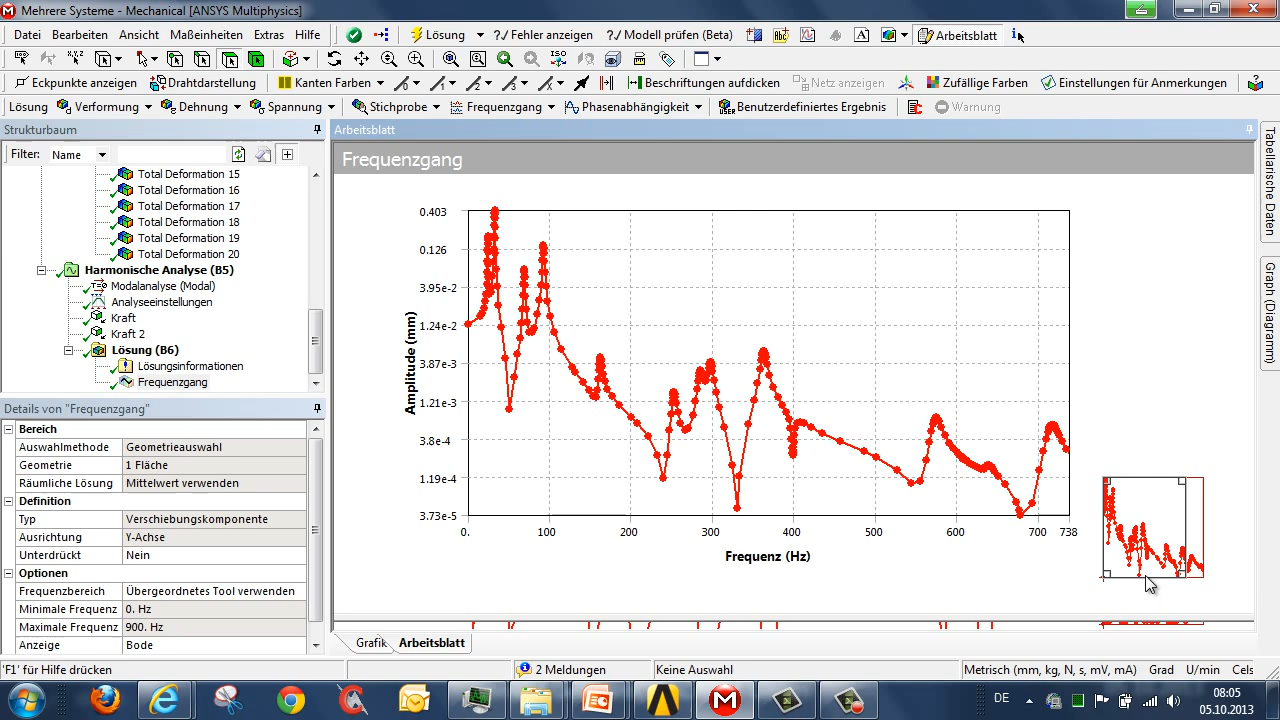 Mehrere Systeme - Mechanical [ANSYS Multiphysics]
Datei Bearbeiten Ansicht Maßeinheiten Extras Hilfe Lösung ?/Fehler anzeigen ?/Modell prüfen (Beta) Arbeitsblatt
Eckpunkte anzeigen Drahtdarstellung Kanten Farben Beschriftungen aufdicken Netz anzeigen Zufällige Farben Einstellungen für Anmerkungen
Lösung Verformung Dehnung Spannung Stichprobe Frequenzgang Phasenabhängigkeit USER Benutzerdefiniertes Ergebnis Warnung
Strukturbaum
Filter: Name
Total Deformation 15
Total Deformation 16
Total Deformation 17
Total Deformation 18
Total Deformation 19
Total Deformation 20
Harmonische Analyse (B5)
Modalanalyse (Modal)
Analyseeinstellungen
Kraft
Kraft 2
Lösung (B6)
Lösungsinformationen
Frequenzgang
Details von "Frequenzgang"
Bereich
Auswahlmethode Geometrieauswahl
Geometrie 1 Fläche
Räumliche Lösung Mittelwert verwenden
Definition
Typ Verschiebungskomponente
Ausrichtung Y-Achse
Unterdrückt Nein
Optionen
Frequenzbereich Übergeordnetes Tool verwenden
Minimale Frequenz 0. Hz
Maximale Frequenz 900. Hz
Anzeige Bode
Arbeitsblatt
Frequenzgang
0.403
0.126
3.95e-2
1.24e-2
3.87e-3
1.21e-3
3.8e-4
1.19e-4
3.73e-5
Amplitude (mm)
0. 100 200 300 400 500 600 700 738
Frequenz (Hz)
Tabellarische Daten
Graph (Diagramm)
Grafik Arbeitsblatt
'F1' für Hilfe drücken 2 Meldungen Keine Auswahl Metrisch (mm, kg, N, s, mV, mA) Grad U/min Cels
DE 08:05
05.10.2013